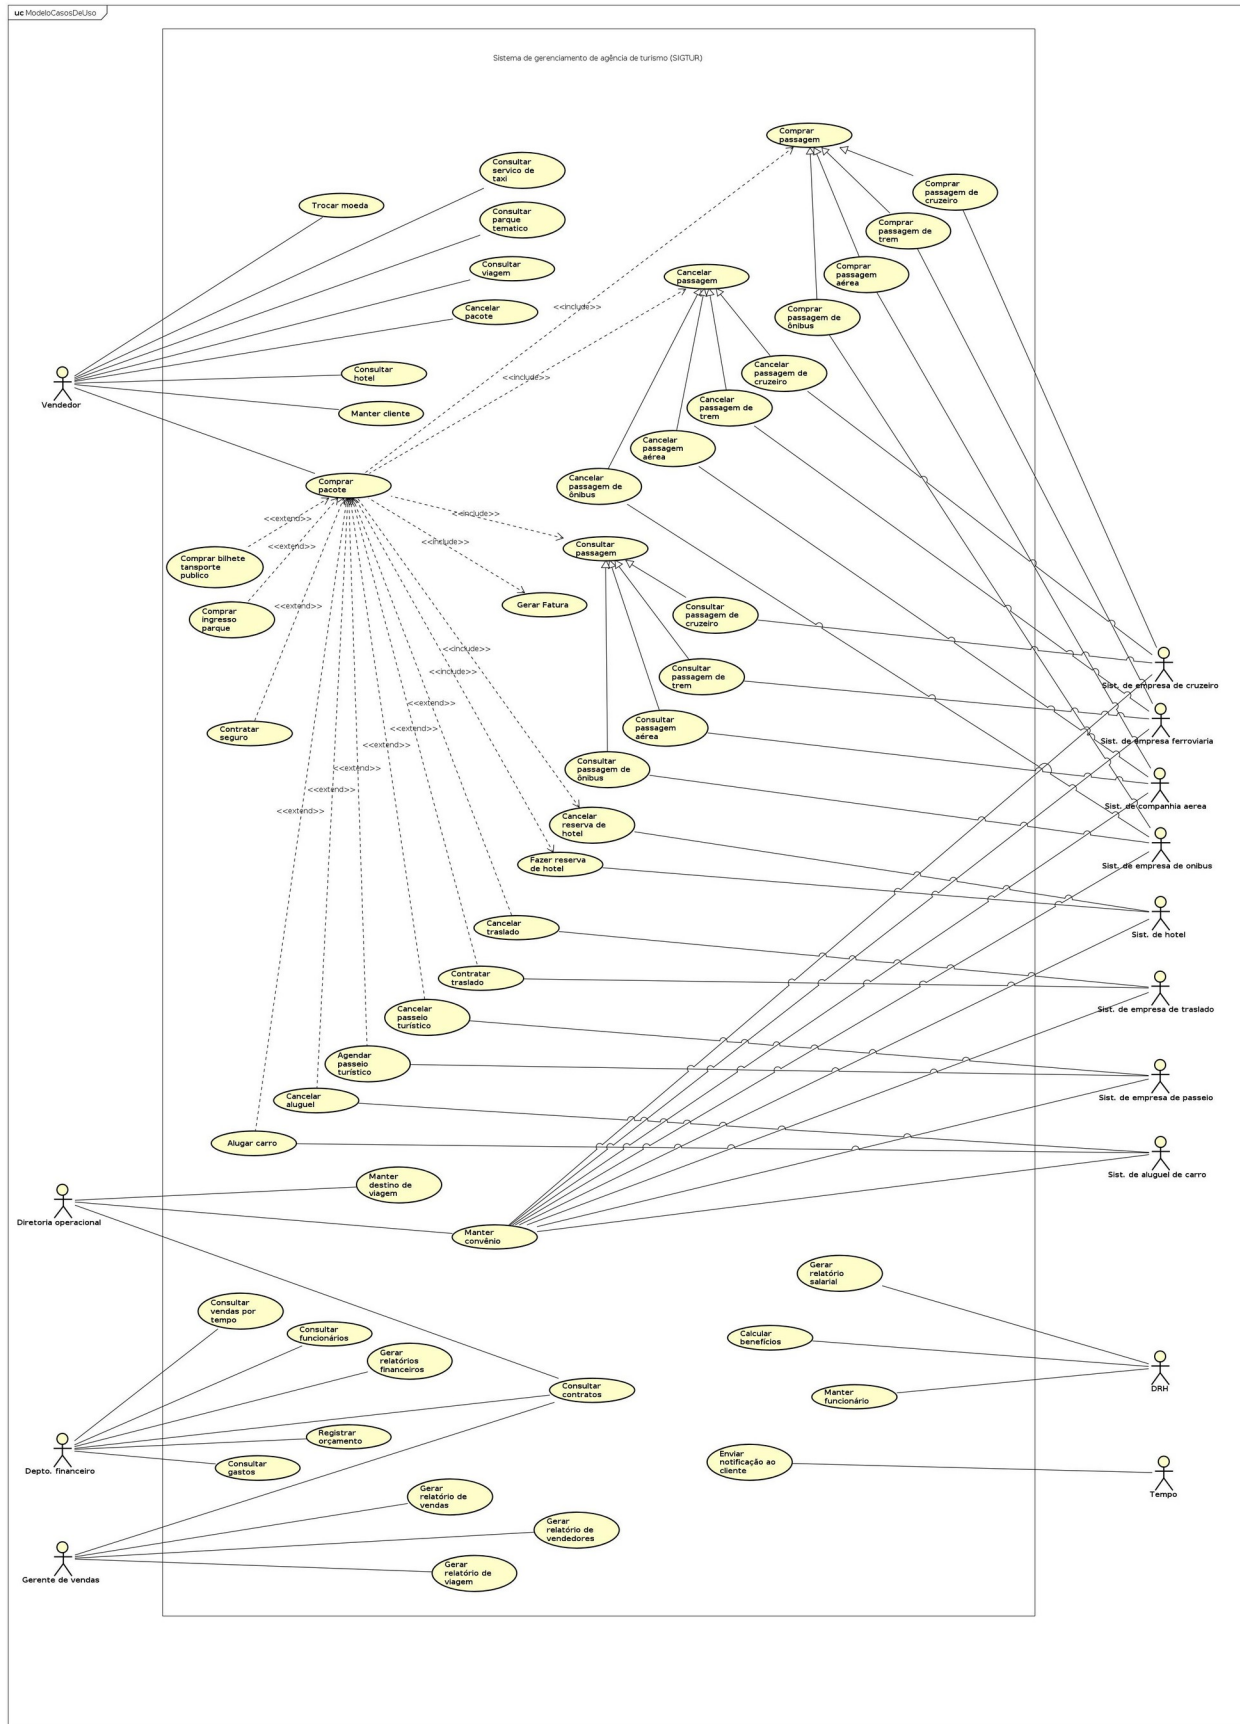 uc ModeloCasosDeUso
Sistema de gerenciamento de agência de turismo (SIGTUR)
Comprar
passagem
Consultar
servico de
taxi
Trocar moeda
Comprar
passagem de
cruzeiro
Consultar
parque
tematico
Comprar
passagem de
trem
Consultar
viagem
Cancelar
passagem
Comprar
passagem
aérea
Cancelar
pacote
<<include>>
Comprar
passagem de
ônibus
Consultar
hotel
<<include>>
Cancelar
passagem de
cruzeiro
Vendedor
Manter cliente
Cancelar
passagem de
trem
Cancelar
passagem
aérea
Comprar
pacote
Cancelar
passagem de
ônibus
<<extend>>
<<include>>
<<extend>>
<<include>>
Consultar
passagem
Comprar bilhete
tansporte
publico
<<extend>>
Gerar Fatura
Comprar
ingresso
parque
Consultar
passagem de
cruzeiro
<<include>>
<<include>>
Consultar
passagem de
trem
Sist. de empresa de cruzeiro
<<extend>>
Contratar
seguro
Consultar
passagem
aérea
Sist. de empresa ferroviaria
<<extend>>
<<extend>>
Consultar
passagem de
ônibus
<<extend>>
Sist. de companhia aerea
Cancelar
reserva de
hotel
Fazer reserva
de hotel
Sist. de empresa de onibus
Cancelar
traslado
Sist. de hotel
Contratar
traslado
Sist. de empresa de traslado
Cancelar
passeio
turístico
Agendar
passeio
turístico
Sist. de empresa de passeio
Cancelar
aluguel
Alugar carro
Sist. de aluguel de carro
Manter
destino de
viagem
Diretoria operacional
Manter
convênio
Gerar
relatório
salarial
Consultar
vendas por
tempo
Consultar
funcionários
Calcular
benefícios
Gerar
relatórios
financeiros
Consultar
contratos
DRH
Manter
funcionário
Registrar
orçamento
Consultar
gastos
Depto. financeiro
Enviar
notificação ao
cliente
Tempo
Gerar
relatório de
vendas
Gerar
relatório de
vendedores
Gerente de vendas
Gerar
relatório de
viagem